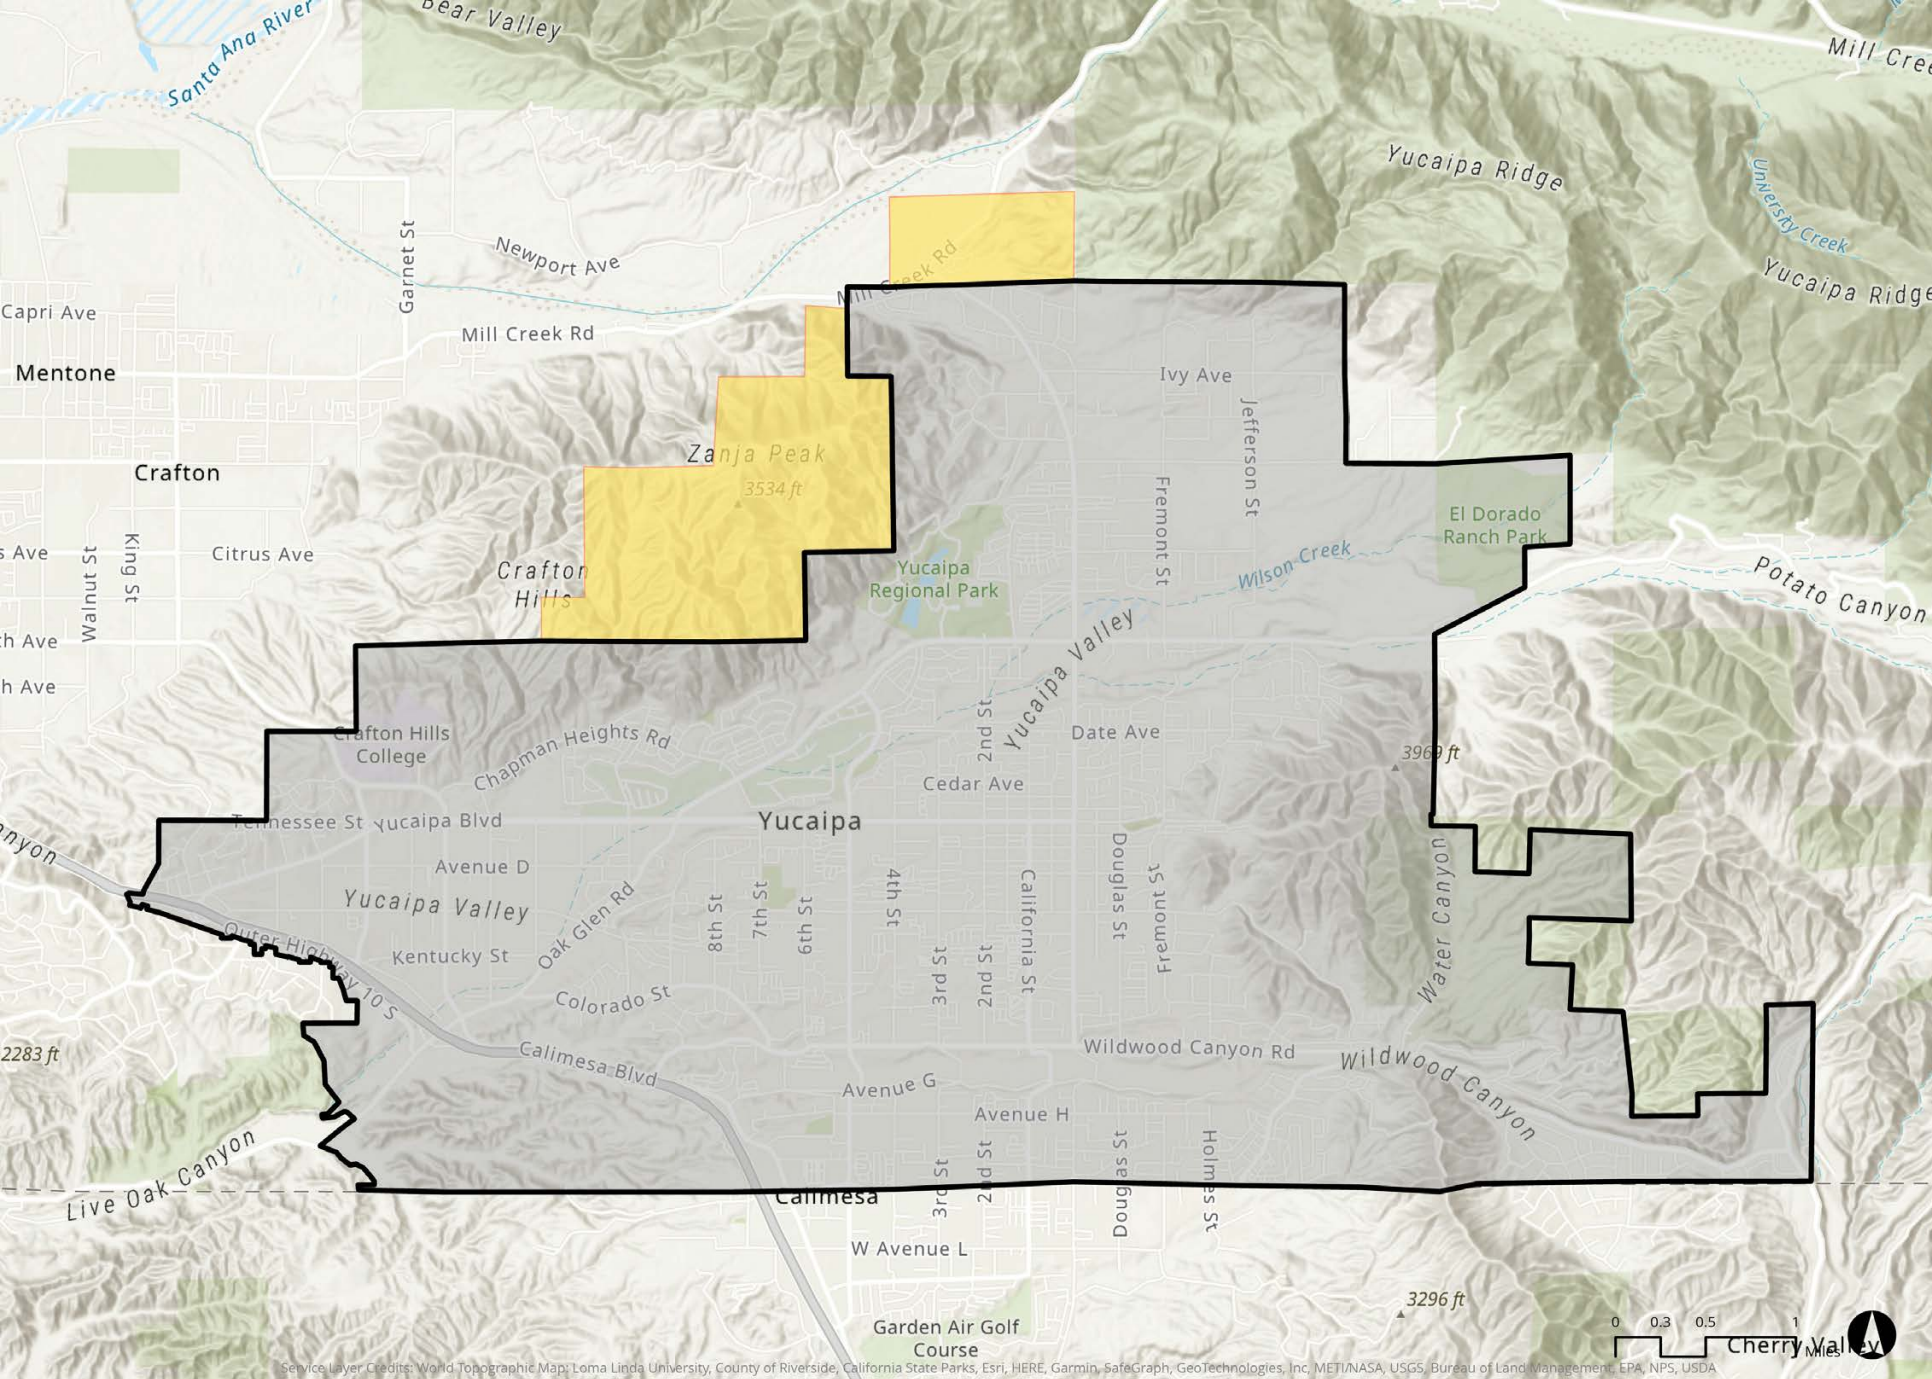 Bear Valley
Santa Ana River
Mill Cree
Yucaipa Ridge
University Creek
Yucaipa Ridge
Garnet St
Newport Ave
Mill Creek Rd
Mill Creek Rd
Capri Ave
Mentone
Ivy Ave
Jefferson St
Zanja Peak
3534 ft
Crafton
Fremont St
El Dorado
Ranch Park
s Ave
Walnut St
King St
Citrus Ave
Crafton
Hills
Yucaipa
Regional Park
Wilson Creek
Potato Canyon
th Ave
h Ave
Yucaipa Valley
Crafton Hills
College
Chapman Heights Rd
2nd St
Date Ave
3969 ft
Cedar Ave
Tennessee St
Yucaipa Blvd
Yucaipa
anyon
Avenue D
Yucaipa Valley
Oak Glen Rd
8th St
7th St
6th St
4th St
California St
Douglas St
Fremont St
Water Canyon
Outer Highway 10 S
Kentucky St
3rd St
2nd St
Colorado St
2283 ft
Calimesa Blvd
Wildwood Canyon Rd
Wildwood Canyon
Avenue G
Avenue H
Live Oak Canyon
3rd St
2nd St
Douglas St
Holmes St
Calimesa
W Avenue L
3296 ft
Garden Air Golf
Course
0 0.3 0.5 1
Miles
Cherry Valley
Service Layer Credits: World Topographic Map: Loma Linda University, County of Riverside, California State Parks, Esri, HERE, Garmin, SafeGraph, GeoTechnologies, Inc, METI/NASA, USGS, Bureau of Land Management, EPA, NPS, USDA